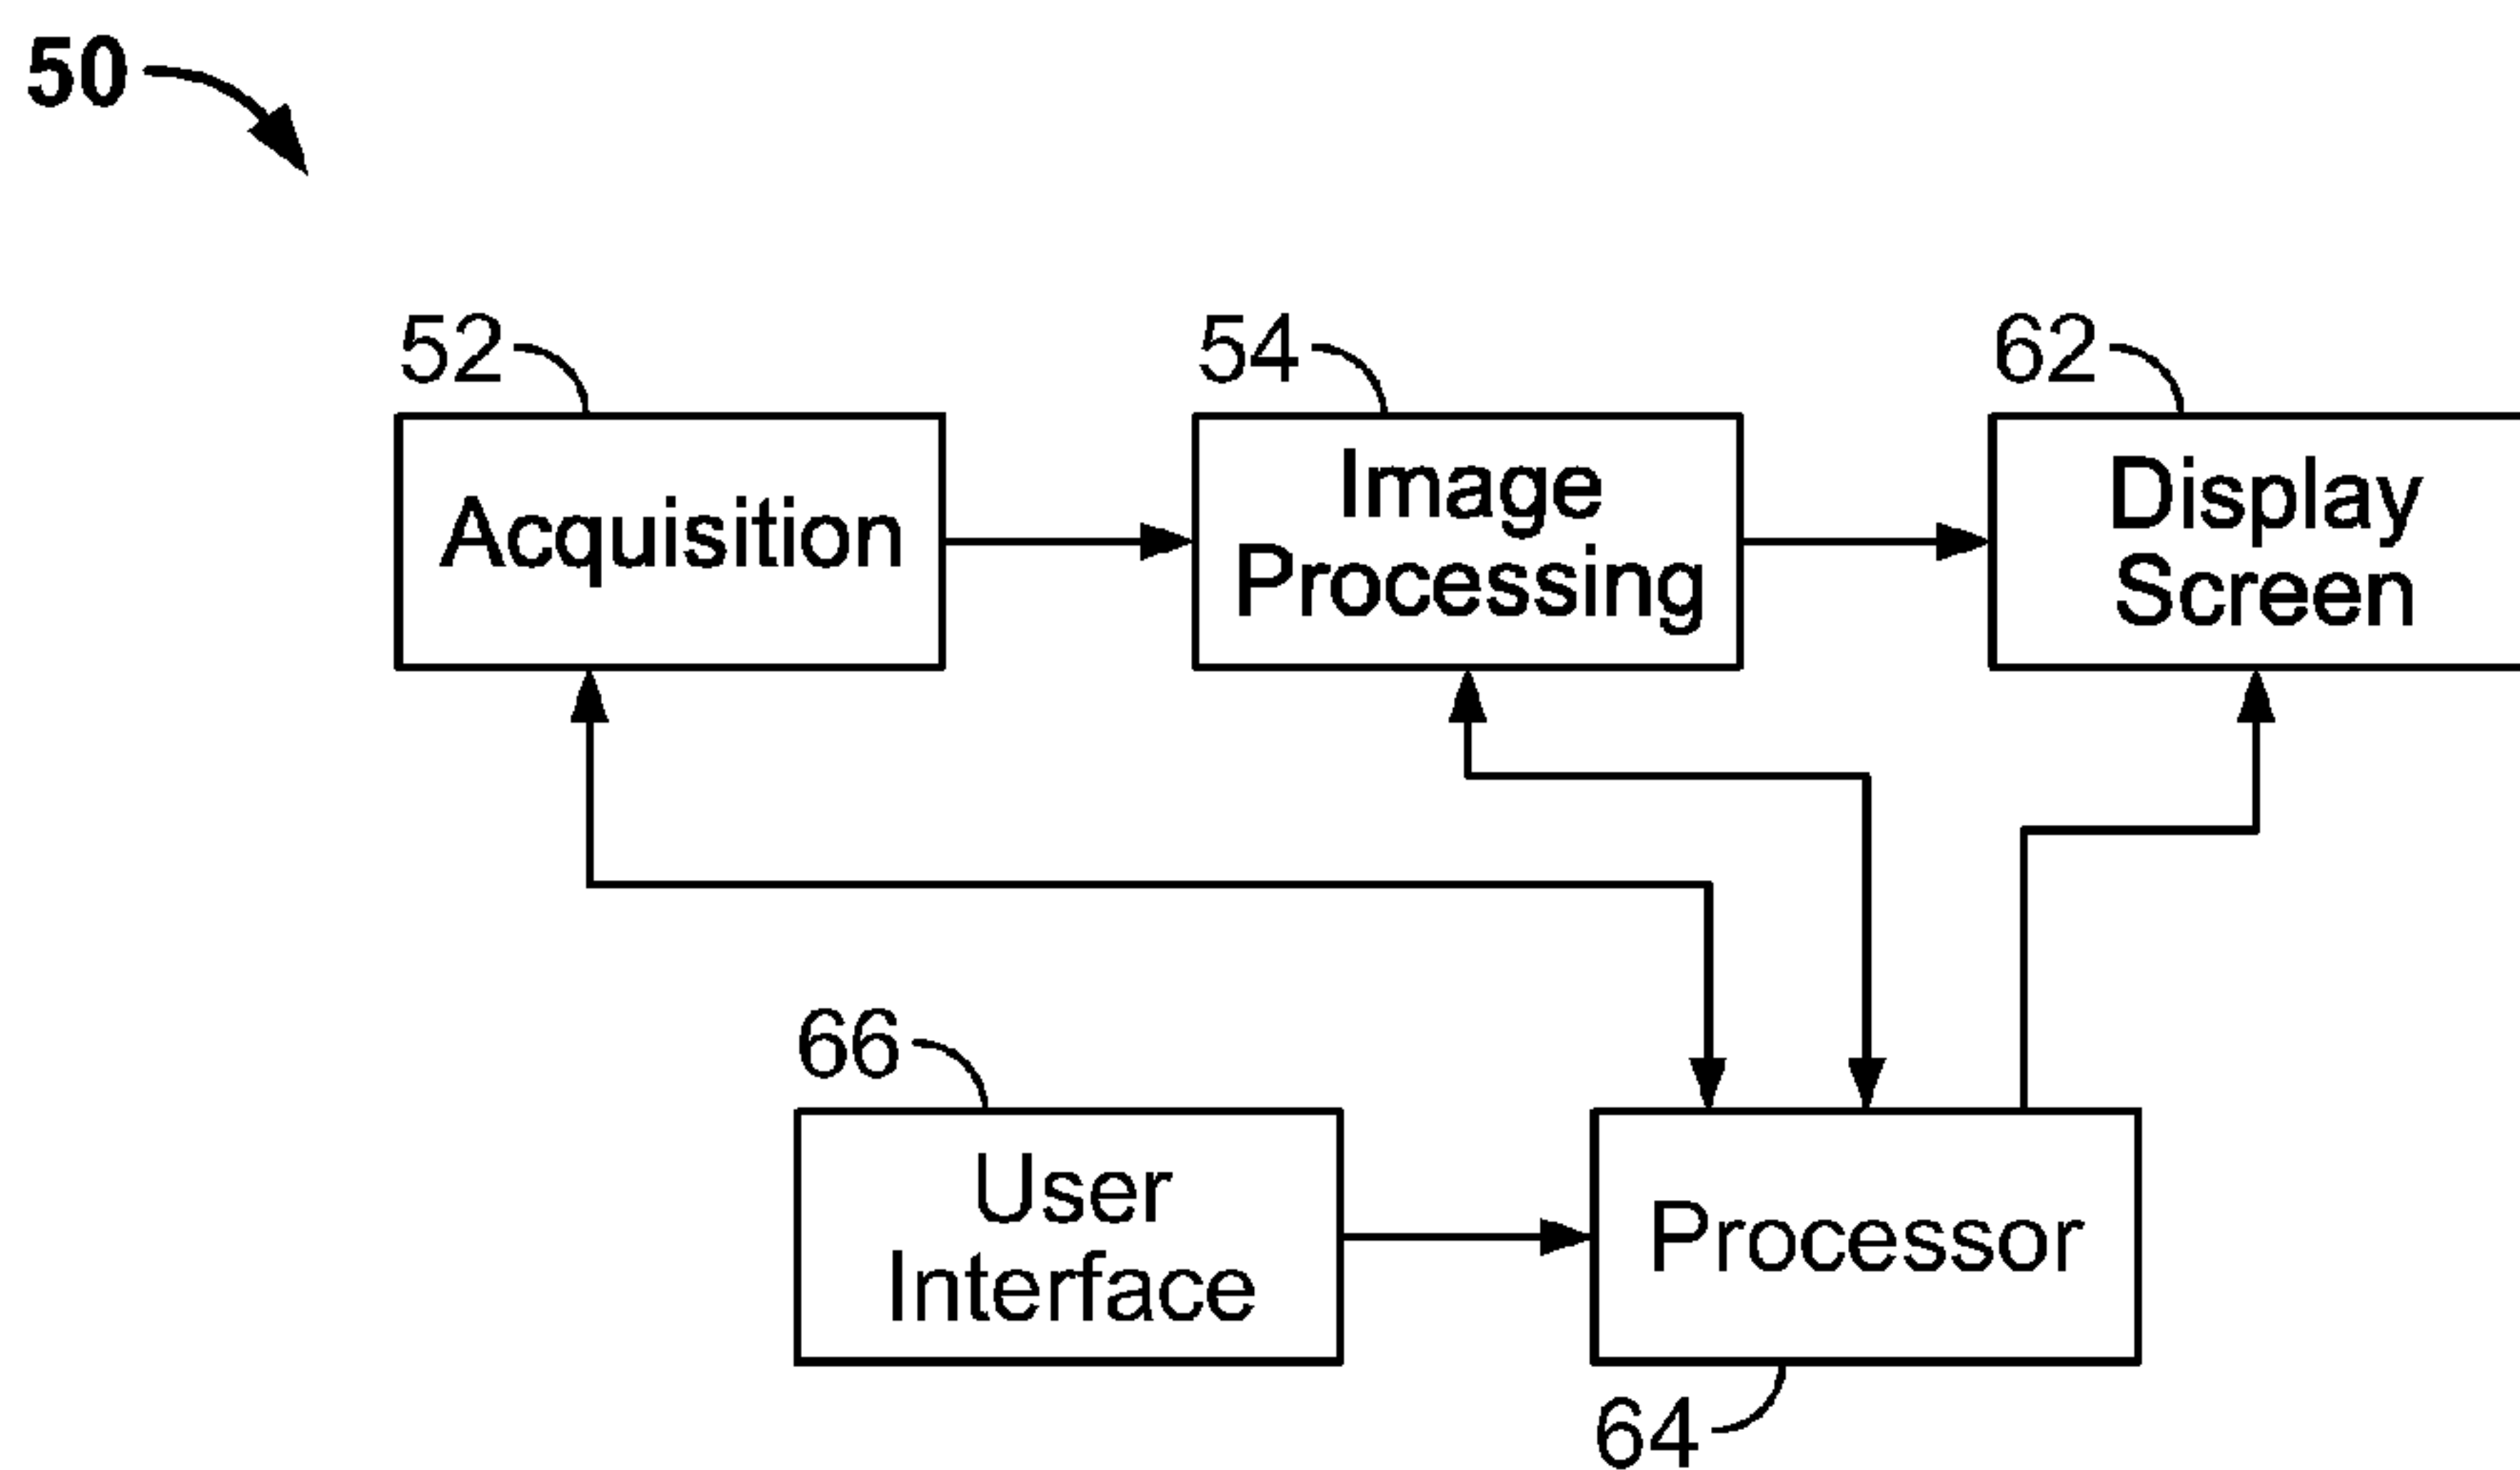 50
52
54
62
Acquisition
Image
Processing
Display
Screen
66
User
Interface
Processor
64